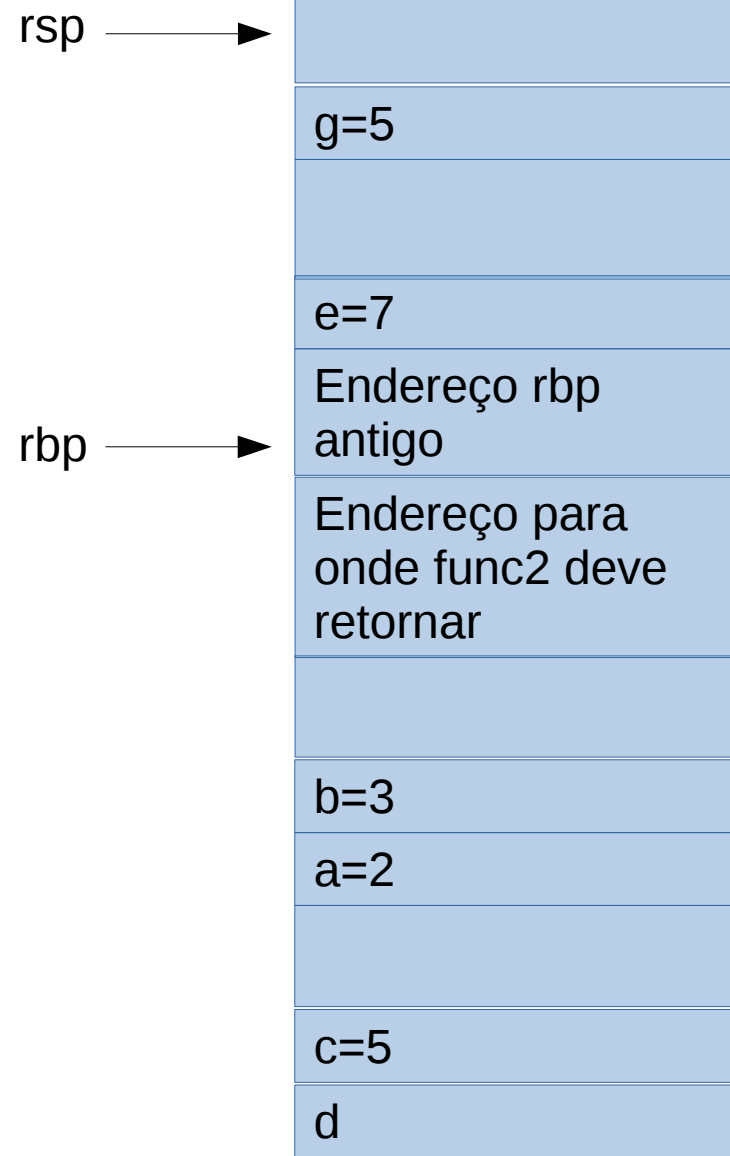 rsp
g=5
e=7
Endereço rbp
antigo
rbp
Endereço para
onde func2 deve
retornar
b=3
a=2
c=5
d